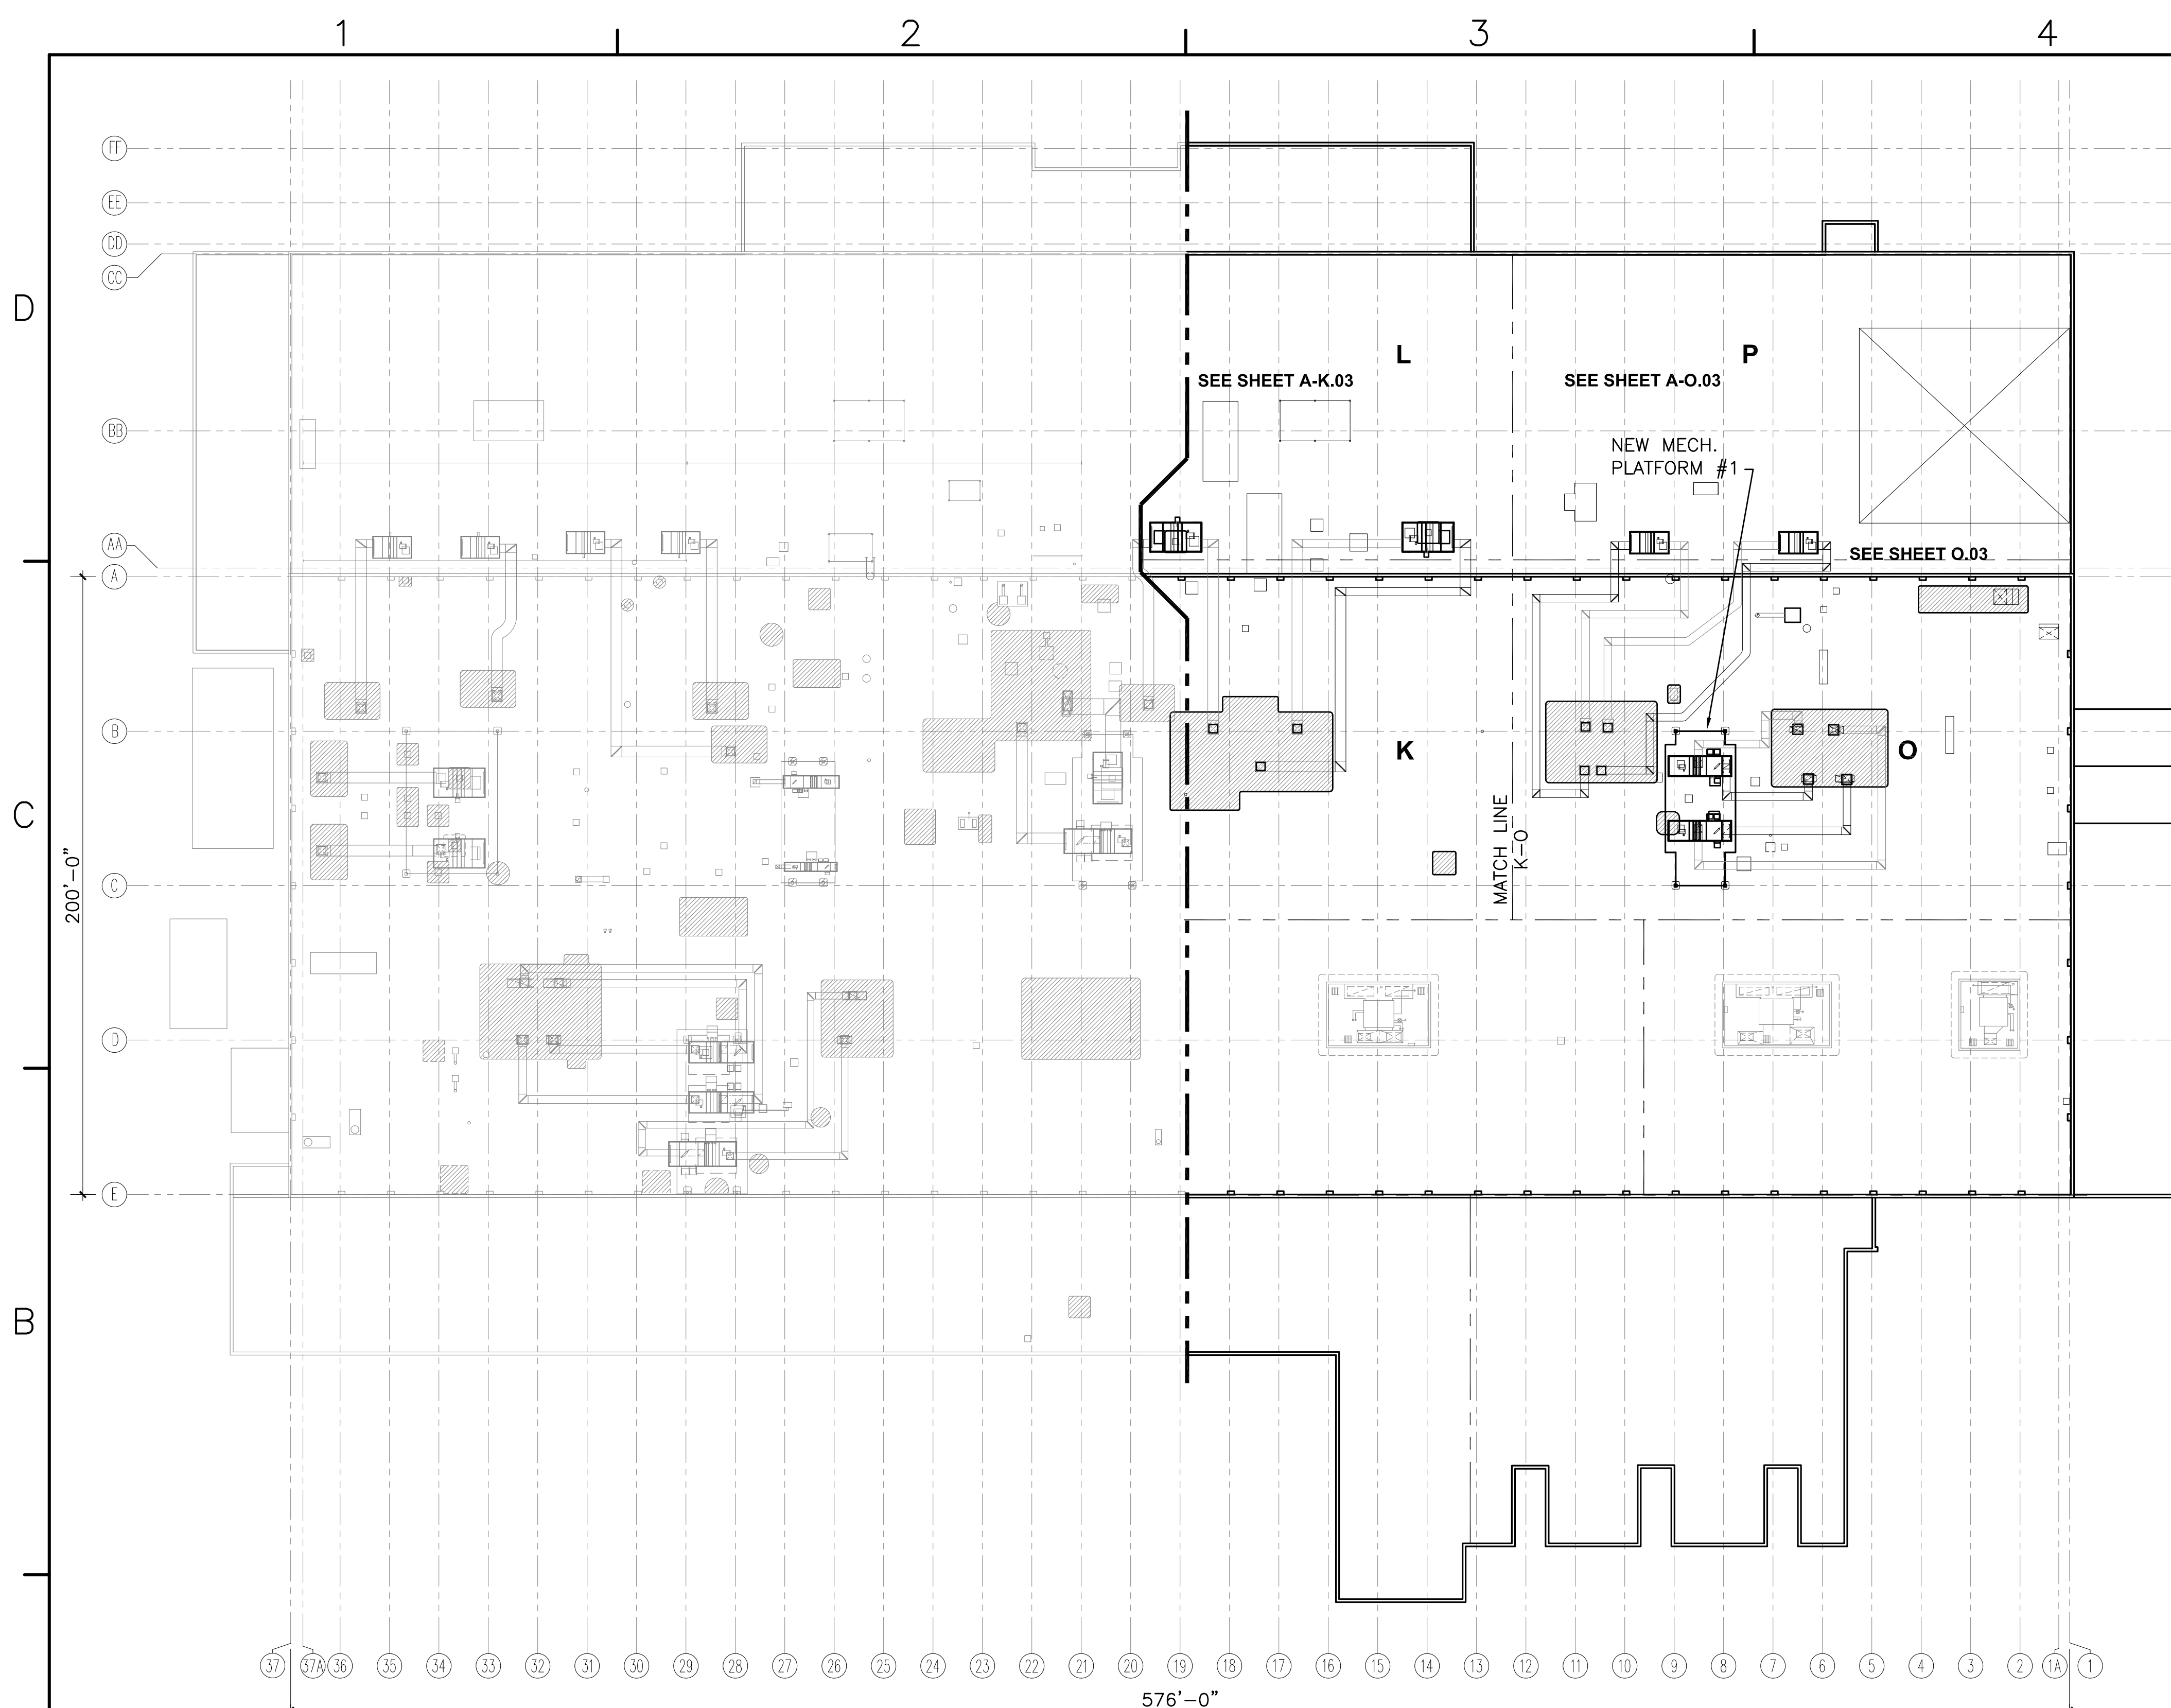 1 2 3 4
FF
EE
DD
CC
D
L P
SEE SHEET A-K.03 SEE SHEET A-O.03
BB
NEW MECH.
PLATFORM #1
AA
SEE SHEET O.03
A
B
K O
C
MATCH LINE
K-O
200'-0"
C
D
E
B
37 37A 36 35 34 33 32 31 30 29 28 27 26 25 24 23 22 21 20 19 18 17 16 15 14 13 12 11 10 9 8 7 6 5 4 3 2 1A 1
576'-0"